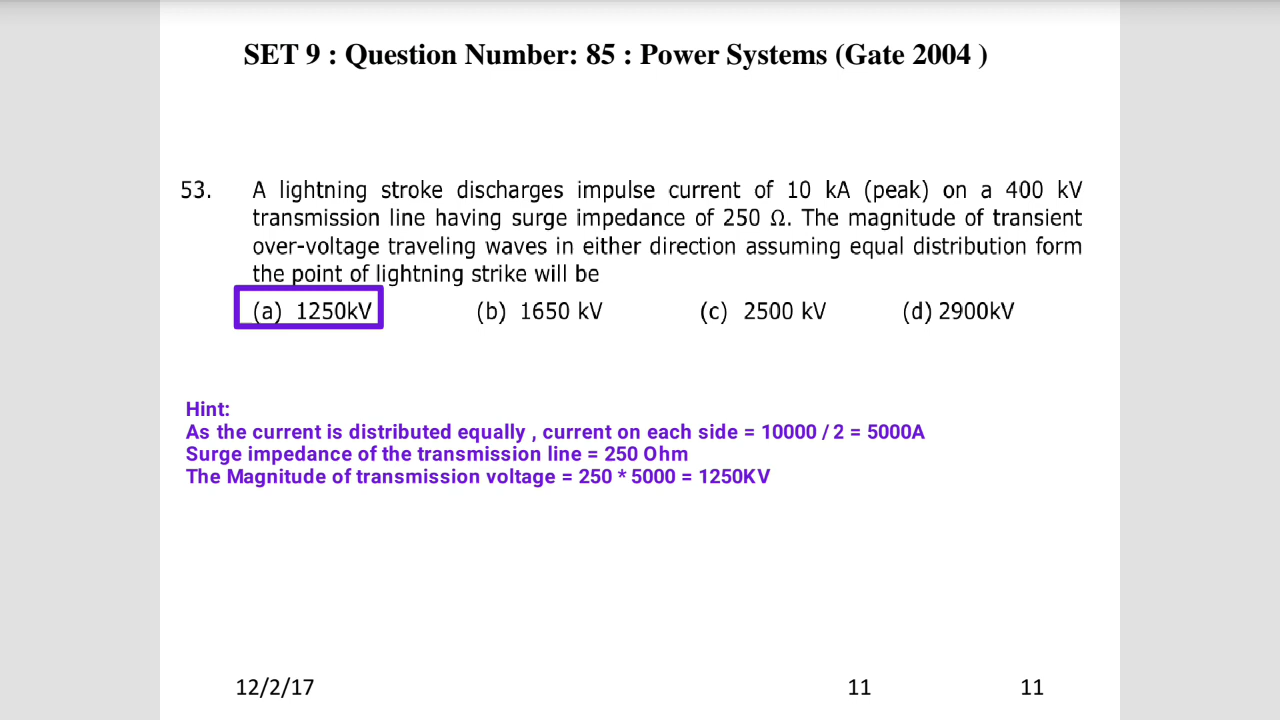 SET 9 : Question Number: 85 : Power Systems (Gate 2004 )
53. A lightning stroke discharges impulse current of 10 kA (peak) on a 400 kV
transmission line having surge impedance of 250 Ω. The magnitude of transient
over-voltage traveling waves in either direction assuming equal distribution form
the point of lightning strike will be
(a) 1250kV (b) 1650 kV (c) 2500 kV (d) 2900kV
Hint:
As the current is distributed equally , current on each side = 10000 / 2 = 5000A
Surge impedance of the transmission line = 250 Ohm
The Magnitude of transmission voltage = 250 * 5000 = 1250KV
12/2/17 11 11